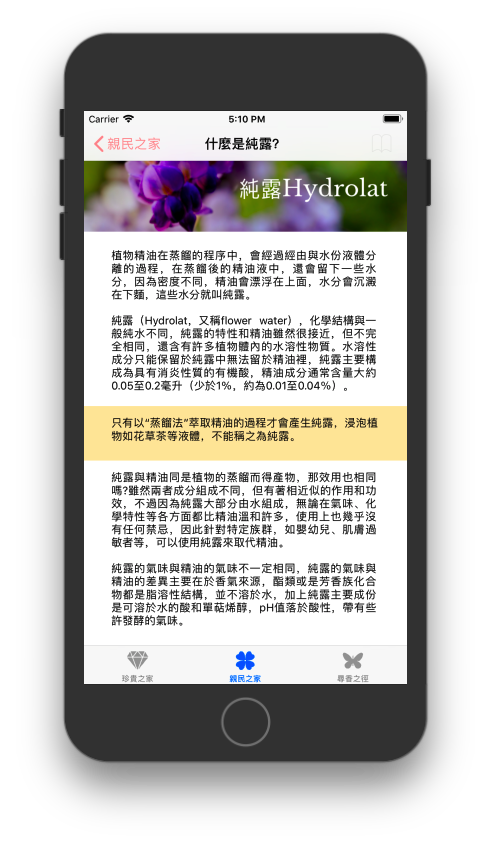 Carrier 5:10 PM
親民之家 什麼是純露?
純露Hydrolat
植物精油在蒸餾的程序中，會經過經由與水份液體分
離的過程，在蒸餾後的精油液中，還會留下一些水
分，因為密度不同，精油會漂浮在上面，水分會沉澱
在下麵，這些水分就叫純露。
純露（Hydrolat，又稱flower water），化學結構與一
般純水不同，純露的特性和精油雖然很接近，但不完
全相同，還含有許多植物體內的水溶性物質。水溶性
成分只能保留於純露中無法留於精油裡，純露主要構
成為具有消炎性質的有機酸，精油成分通常含量大約
0.05至0.2毫升（少於1%，約為0.01至0.04%）。
只有以“蒸餾法”萃取精油的過程才會產生純露，浸泡植
物如花草茶等液體，不能稱之為純露。
純露與精油同是植物的蒸餾而得產物，那效用也相同
嗎?雖然兩者成分組成不同，但有著相近似的作用和功
效，不過因為純露大部分由水組成，無論在氣味、化
學特性等各方面都比精油溫和許多，使用上也幾乎沒
有任何禁忌，因此針對特定族群，如嬰幼兒、肌膚過
敏者等，可以使用純露來取代精油。
純露的氣味與精油的氣味不一定相同，純露的氣味與
精油的差異主要在於香氣來源，酯類或是芳香族化合
物都是脂溶性結構，並不溶於水，加上純露主要成份
是可溶於水的酸和單萜烯醇，pH值落於酸性，帶有些
許發酵的氣味。
珍貴之家 親民之家 尋香之徑